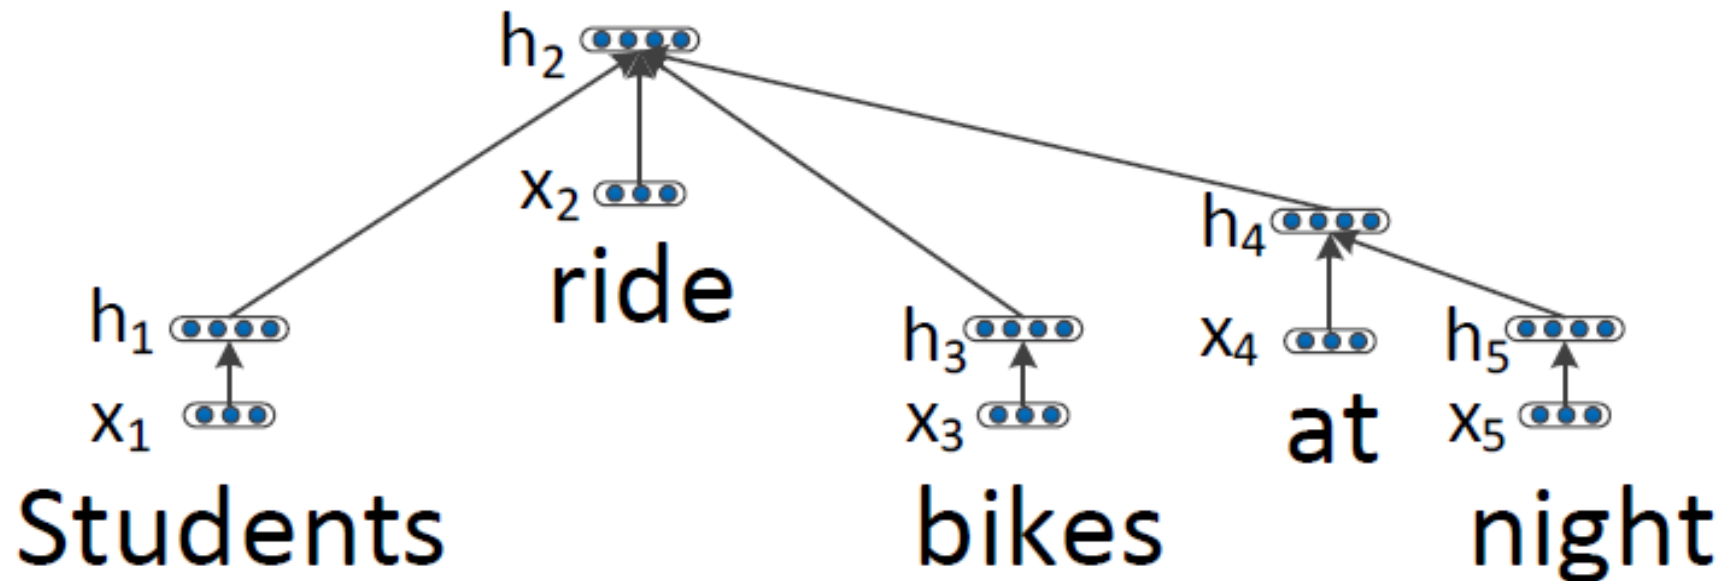 h₂
x₂
ride
h₄
h₁
h₃
x₄
h₅
x₁
x₃
at
x₅
Students
bikes
night